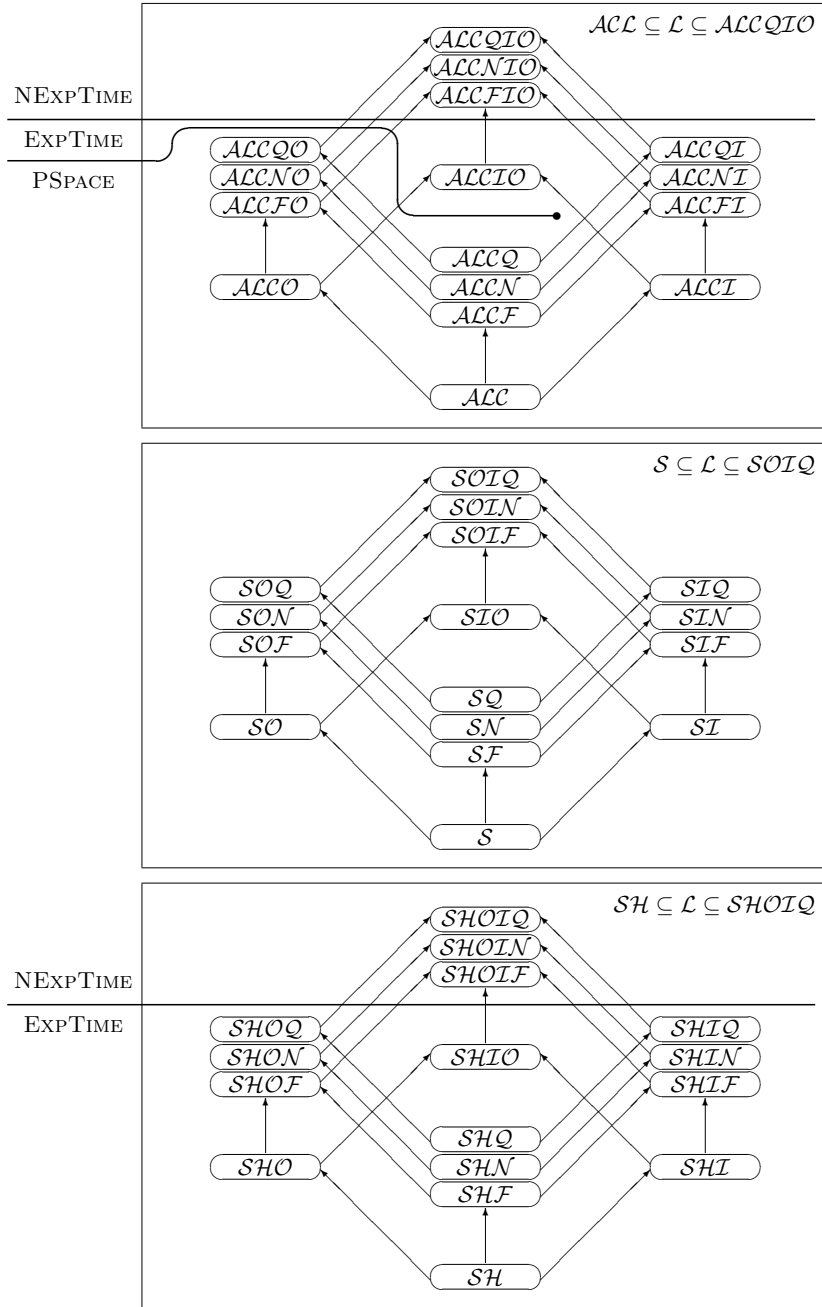 𝒜𝒞ℒ ⊆ ℒ ⊆ 𝒜ℒ𝒞𝒬ℐ𝒪
𝒜ℒ𝒞𝒬ℐ𝒪
𝒜ℒ𝒞𝒩ℐ𝒪
NEXPTIME
𝒜ℒ𝒞ℱℐ𝒪
EXPTIME
𝒜ℒ𝒞𝒬𝒪 𝒜ℒ𝒞𝒬ℐ
PSPACE
𝒜ℒ𝒞𝒩𝒪 𝒜ℒ𝒞ℐ𝒪 𝒜ℒ𝒞𝒩ℐ
𝒜ℒ𝒞ℱ𝒪 𝒜ℒ𝒞ℱℐ
𝒜ℒ𝒞𝒬
𝒜ℒ𝒞𝒪 𝒜ℒ𝒞𝒩 𝒜ℒ𝒞ℐ
𝒜ℒ𝒞ℱ
𝒜ℒ𝒞
𝒮 ⊆ ℒ ⊆ 𝒮𝒪ℐ𝒬
𝒮𝒪ℐ𝒬
𝒮𝒪ℐ𝒩
𝒮𝒪ℐℱ
𝒮𝒪𝒬 𝒮ℐ𝒬
𝒮𝒪𝒩 𝒮ℐ𝒪 𝒮ℐ𝒩
𝒮𝒪ℱ 𝒮ℐℱ
𝒮𝒬
𝒮𝒪 𝒮𝒩 𝒮ℐ
𝒮ℱ
𝒮
𝒮ℋ ⊆ ℒ ⊆ 𝒮ℋ𝒪ℐ𝒬
𝒮ℋ𝒪ℐ𝒬
𝒮ℋ𝒪ℐ𝒩
NEXPTIME
𝒮ℋ𝒪ℐℱ
EXPTIME
𝒮ℋ𝒪𝒬 𝒮ℋℐ𝒬
𝒮ℋ𝒪𝒩 𝒮ℋℐ𝒪 𝒮ℋℐ𝒩
𝒮ℋ𝒪ℱ 𝒮ℋℐℱ
𝒮ℋ𝒬
𝒮ℋ𝒪 𝒮ℋ𝒩 𝒮ℋℐ
𝒮ℋℱ
𝒮ℋ